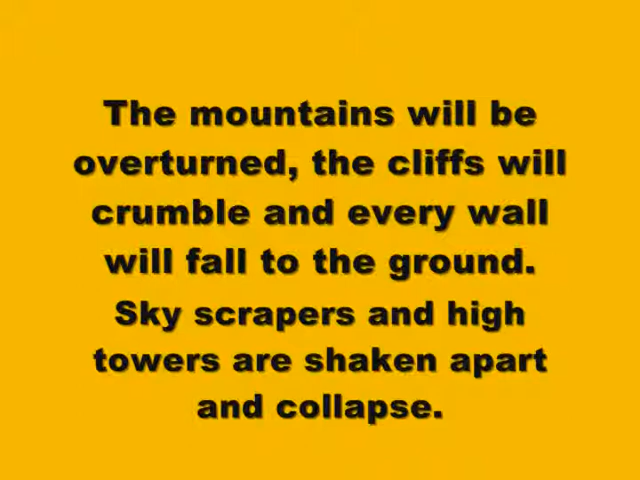 The mountains will be
overturned, the cliffs will
crumble and every wall
will fall to the ground.
Sky scrapers and high
towers are shaken apart
and collapse.